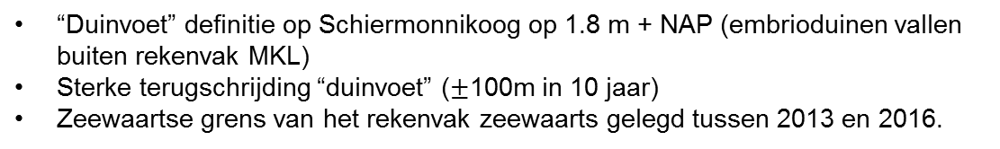 • “Duinvoet” definitie op Schiermonnikoog op 1.8 m + NAP (embrioduinen vallen
buiten rekenvak MKL)
• Sterke terugschrijding “duinvoet” (±100m in 10 jaar)
• Zeewaartse grens van het rekenvak zeewaarts gelegd tussen 2013 en 2016.